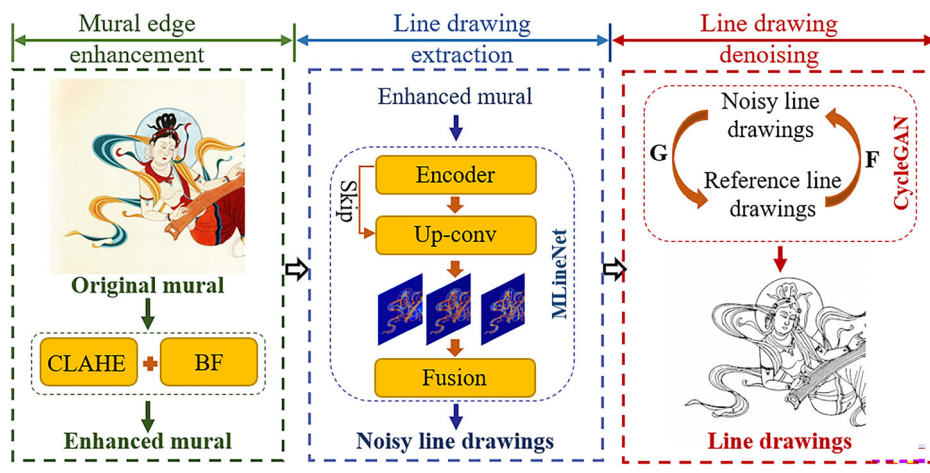 Mural edge
enhancement
Original mural
CLAHE + BF
Enhanced mural
Line drawing
extraction
Enhanced mural
Encoder
Skip
Up-conv
Fusion
MLineNet
Noisy line drawings
Line drawing
denoising
Noisy line
drawings
G
F
Reference line
drawings
CycleGAN
Line drawings